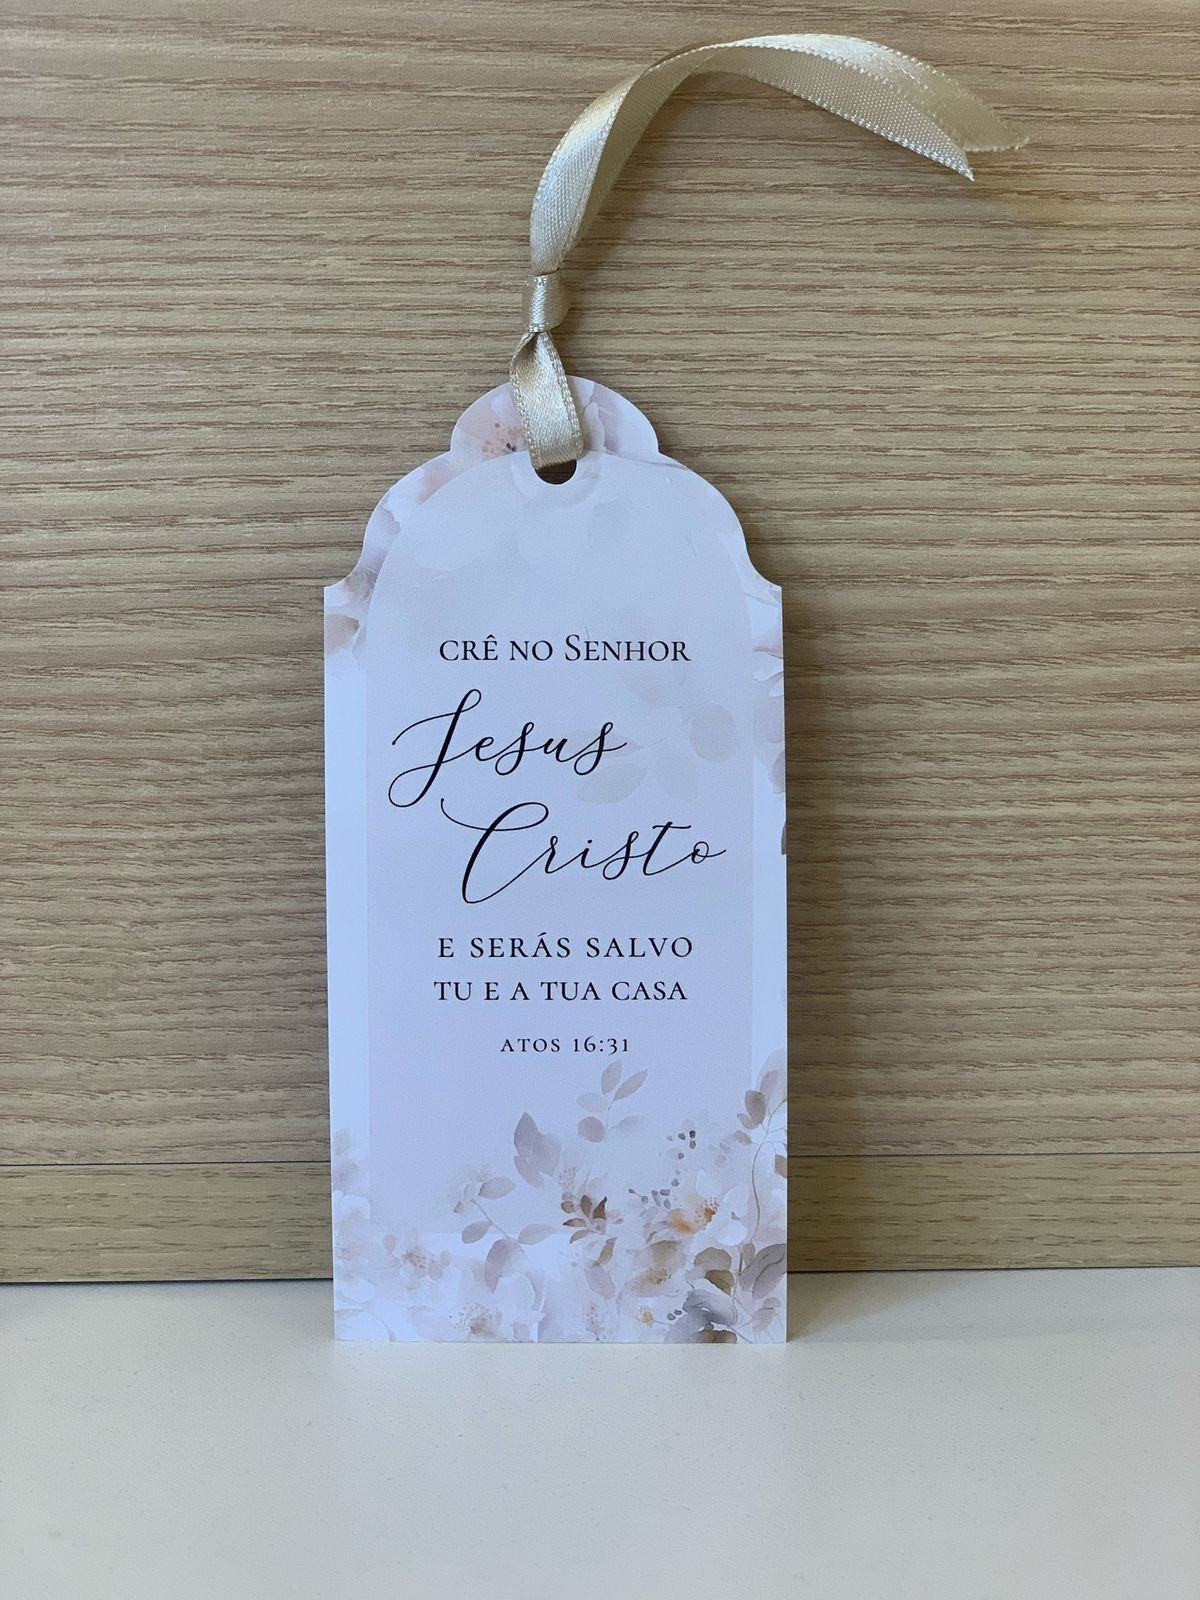 CRÊ NO SENHOR
Jesus
Cristo
E SERÁS SALVO
TU E A TUA CASA
ATOS 16:31